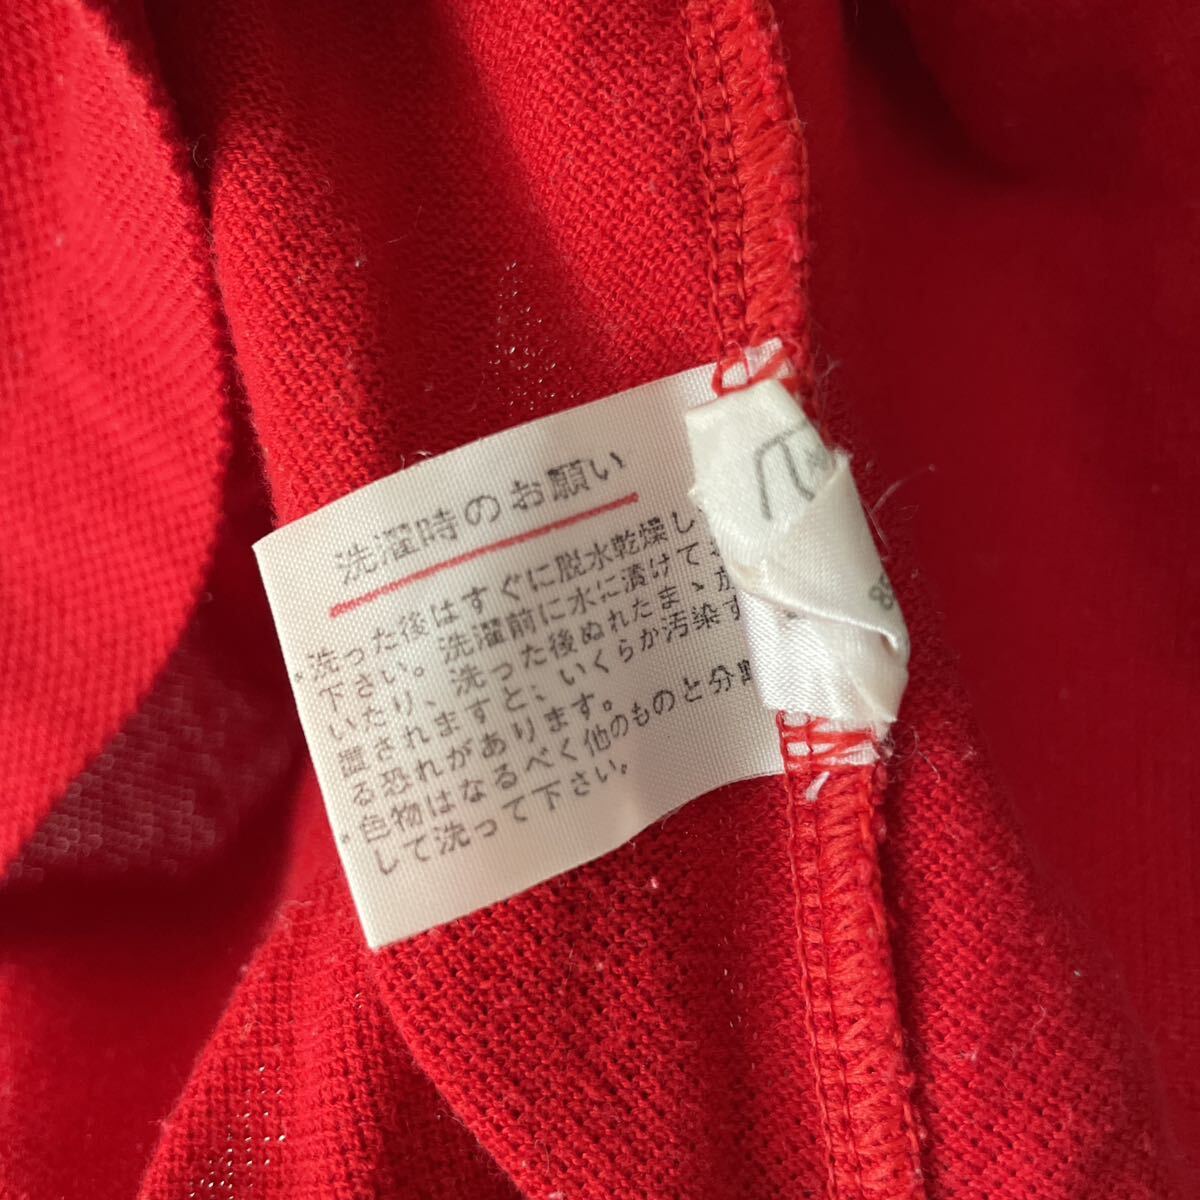 洗濯時のお願い
*洗った後はすぐに脱水乾燥し
下さい。洗濯前に水に漬けて
いたり、洗った後ぬれたまゝ放
置されますと、いくらか汚染す
る恐れがあります。
*色物はなるべく他のものと分割
して洗って下さい。